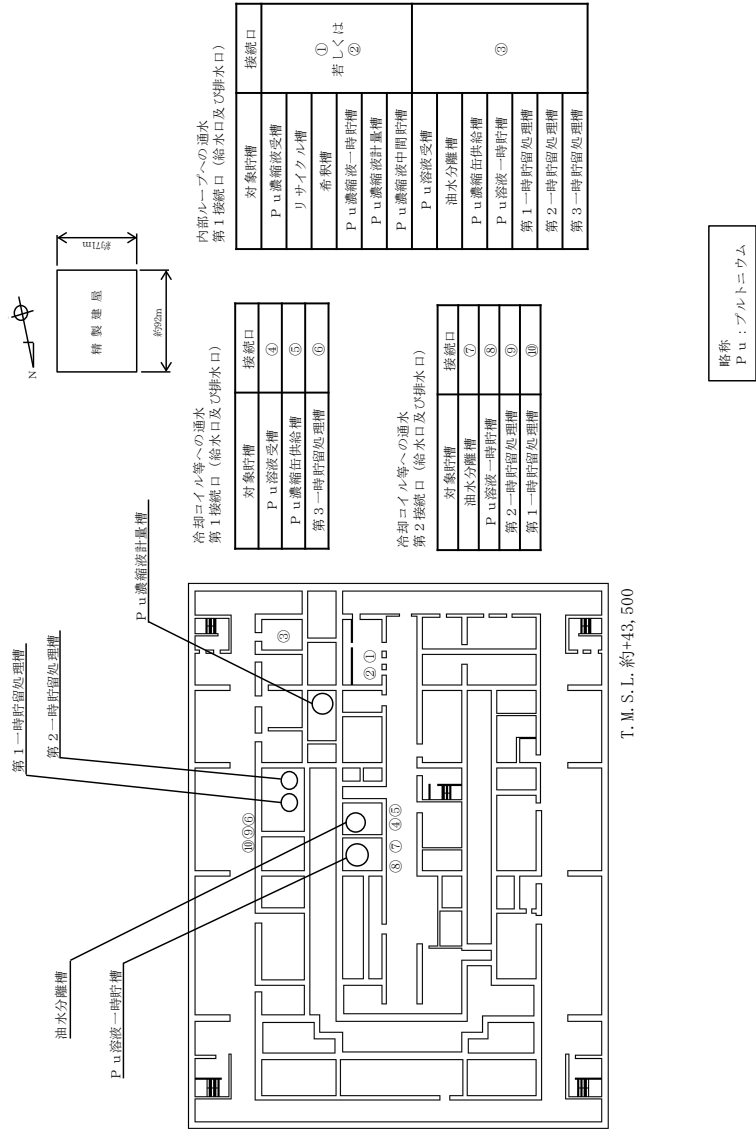 内部ループへの通水
第1接続口（給水口及び排水口）
対象貯槽 接続口
Pu濃縮液受槽 ①若しくは②
リサイクル槽
希釈槽
Pu濃縮液一時貯槽
Pu濃縮液計量槽
Pu濃縮液中間貯槽
Pu溶液受槽 ③
油水分離槽
Pu濃縮缶供給槽
Pu溶液一時貯槽
第1一時貯留処理槽
第2一時貯留処理槽
第3一時貯留処理槽
N
精製建屋
約71m
約92m
冷却コイル等への通水
第1接続口（給水口及び排水口）
対象貯槽 接続口
Pu溶液受槽 ④
Pu濃縮缶供給槽 ⑤
第3一時貯留処理槽 ⑥
冷却コイル等への通水
第2接続口（給水口及び排水口）
対象貯槽 接続口
油水分離槽 ⑦
Pu溶液一時貯槽 ⑧
第2一時貯留処理槽 ⑨
第1一時貯留処理槽 ⑩
略称
Pu：プルトニウム
第1一時貯留処理槽
第2一時貯留処理槽
Pu濃縮液計量槽
油水分離槽
Pu溶液一時貯槽
⑩⑨⑥
③
②①
⑧ ⑦ ④⑤
T.M.S.L.約+43,500